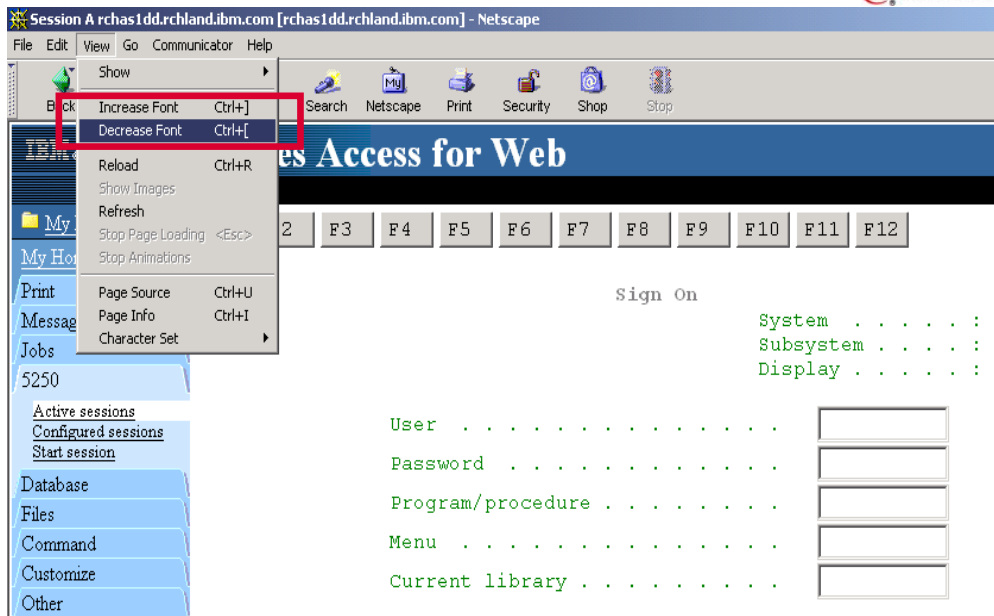 Session A rchas1dd.rchland.ibm.com [rchas1dd.rchland.ibm.com] - Netscape
File Edit View Go Communicator Help
Back Search Netscape Print Security Shop Stop
Show
Increase Font Ctrl+]
Decrease Font Ctrl+[
Reload Ctrl+R
Show Images
Refresh
Stop Page Loading <Esc>
Stop Animations
Page Source Ctrl+U
Page Info Ctrl+I
Character Set
IBM es Access for Web
My
My Ho
Print
Messag
Jobs
5250
Active sessions
Configured sessions
Start session
Database
Files
Command
Customize
Other
2 F3 F4 F5 F6 F7 F8 F9 F10 F11 F12
Sign On
System . . . . . :
Subsystem . . . . :
Display . . . . . :
User . . . . . . . . . . . . . .
Password . . . . . . . . . . . .
Program/procedure . . . . . . . .
Menu . . . . . . . . . . . . . .
Current library . . . . . . . . .